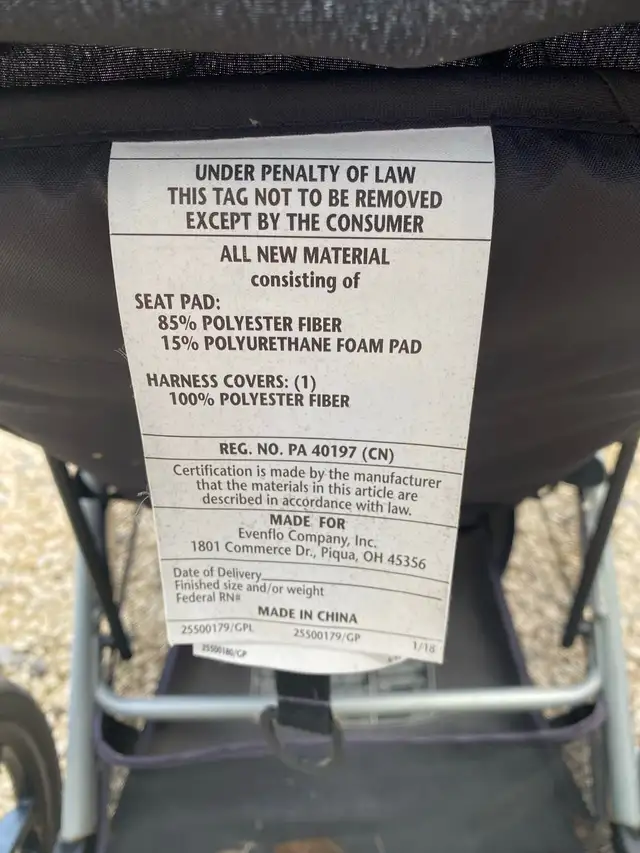 UNDER PENALTY OF LAW
THIS TAG NOT TO BE REMOVED
EXCEPT BY THE CONSUMER
ALL NEW MATERIAL
consisting of
SEAT PAD:
85% POLYESTER FIBER
15% POLYURETHANE FOAM PAD
HARNESS COVERS: (1)
100% POLYESTER FIBER
REG. NO. PA 40197 (CN)
Certification is made by the manufacturer
that the materials in this article are
described in accordance with law.
MADE FOR
Evenflo Company, Inc.
1801 Commerce Dr., Piqua, OH 45356
Date of Delivery
Finished size and/or weight
Federal RN#
MADE IN CHINA
25500179/GPL 25500179/GP 1/18
25500180/GP